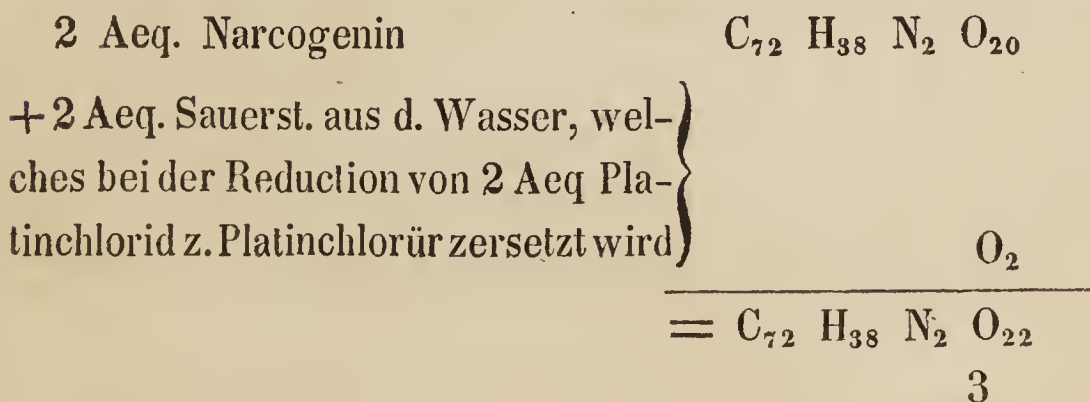 2 Aeq. Narcogenin C₇₂ H₃₈ N₂ O₂₀
+2 Aeq. Sauerst. aus d. Wasser, wel-
ches bei der Reduction von 2 Aeq Pla-
tinchlorid z. Platinchlorür zersetzt wird O₂
= C₇₂ H₃₈ N₂ O₂₂
3